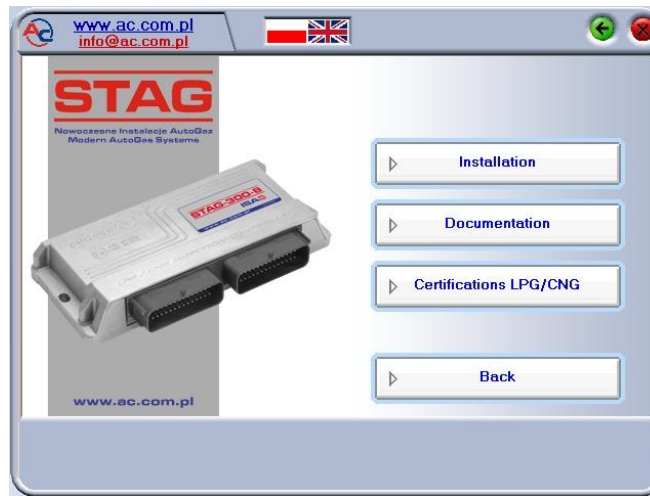 www.ac.com.pl
info@ac.com.pl
STAG
Nowoczesne Instalacje AutoGaz
Modern AutoGas Systems
STAG-300-B
ISA2
Installation
Documentation
Certifications LPG/CNG
Back
www.ac.com.pl